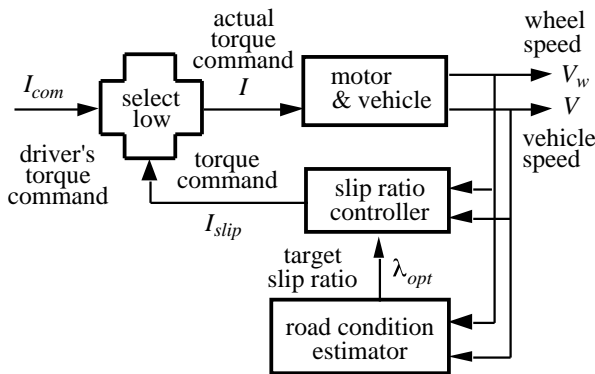 actual
torque
command
wheel
speed
I_com
select
low
I
motor
& vehicle
V_w
V
driver's
torque
command
torque
command
vehicle
speed
I_slip
slip ratio
controller
target
slip ratio
λ_opt
road condition
estimator